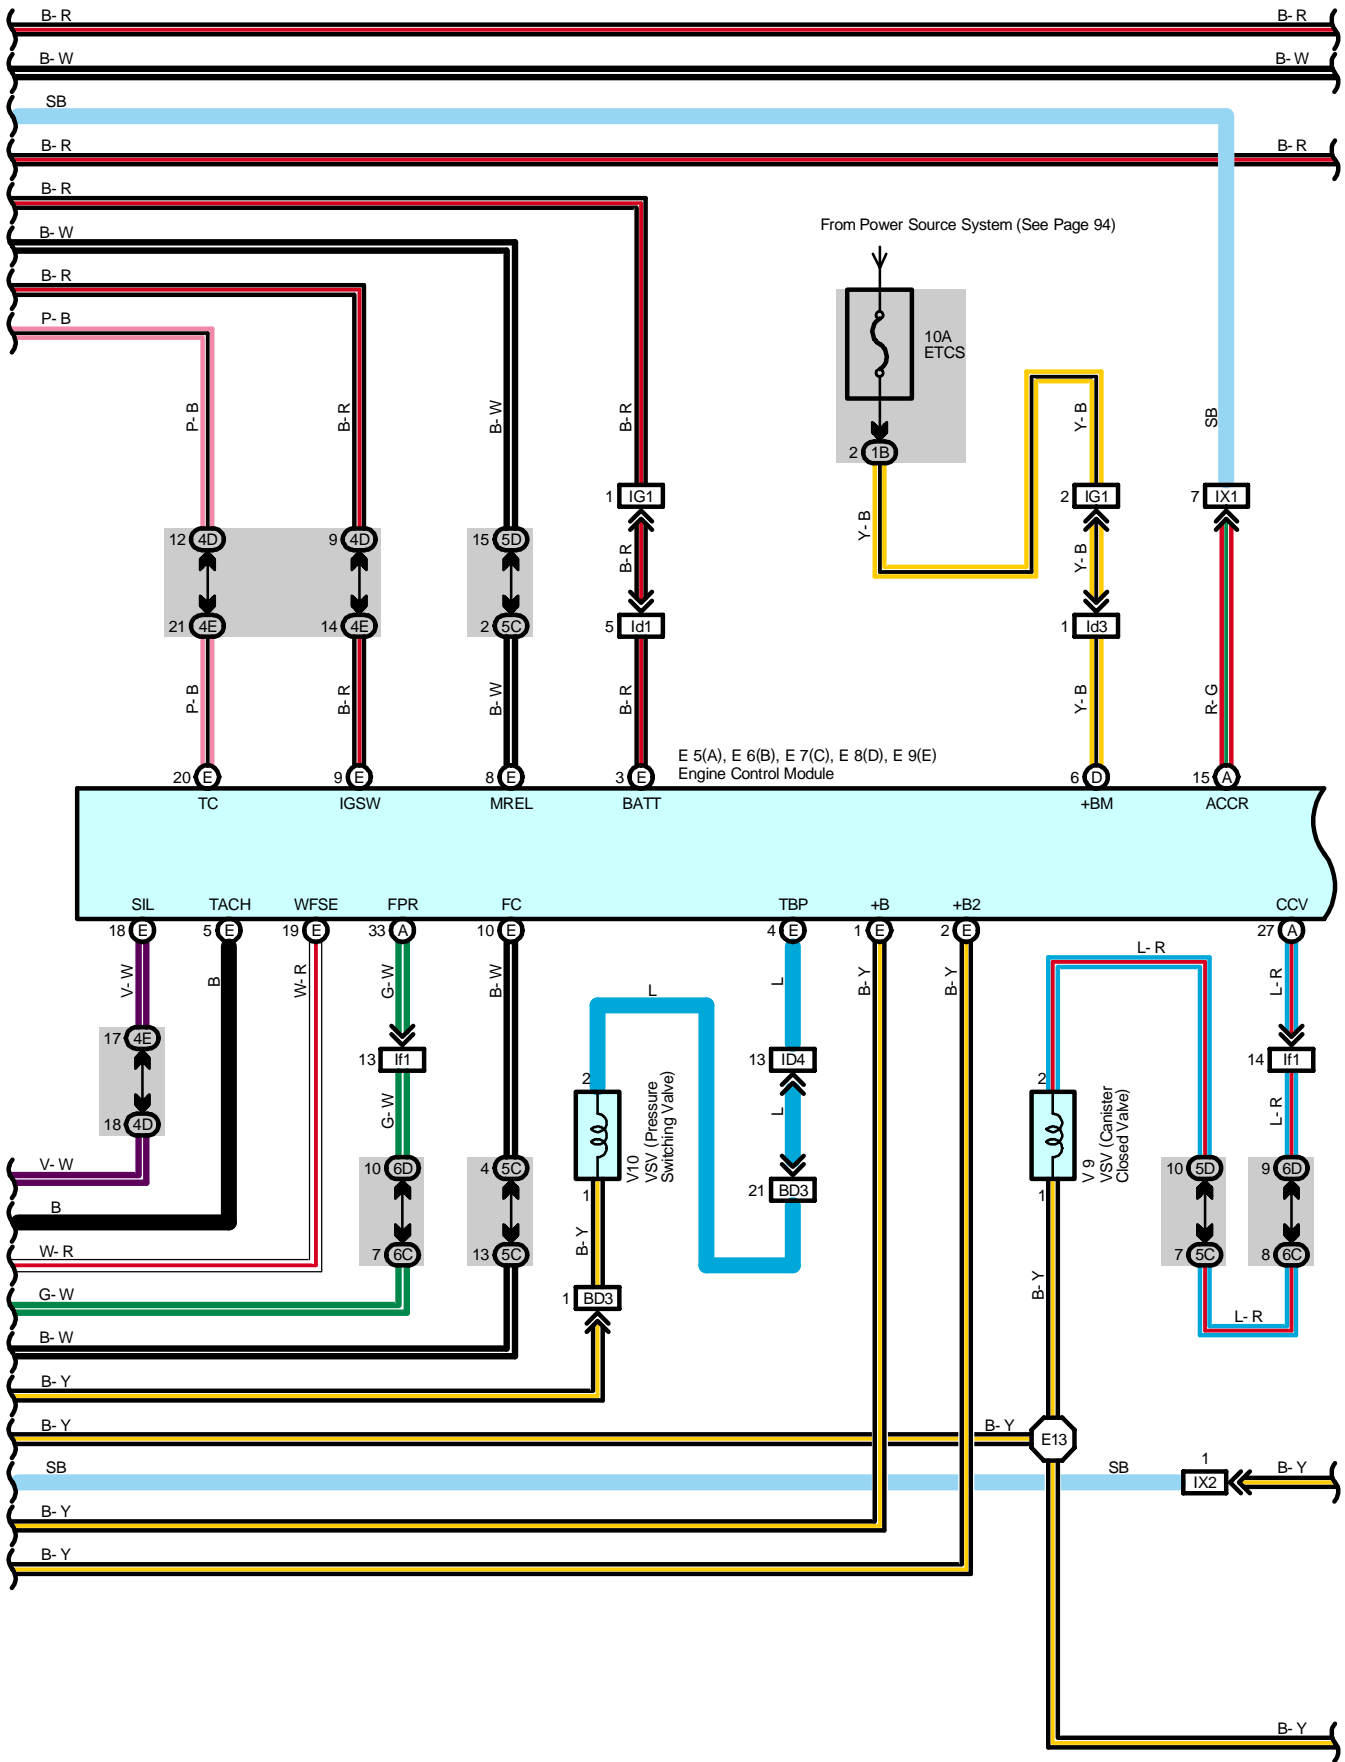 B- R B- R
B- W B- W
SB
B- R B- R
B- R
B- W
B- R
P- B
From Power Source System (See Page 94)
10A
ETCS
P- B B- R B- W B- R Y- B SB
2 1B
1 IG1 2 IG1 7 IX1
Y- B
12 4D 9 4D 15 5D B- R Y- B
21 4E 14 4E 2 5C 5 Id1 1 Id3
P- B B- R B- W B- R Y- B R- G
E 5(A), E 6(B), E 7(C), E 8(D), E 9(E)
Engine Control Module
20 E 9 E 8 E 3 E 6 D 15 A
TC IGSW MREL BATT +BM ACCR
SIL TACH WFSE FPR FC TBP +B +B2 CCV
18 E 5 E 19 E 33 A 10 E 4 E 1 E 2 E 27 A
L- R
V- W B W- R G- W B- W L L B- Y B- Y L- R
17 4E 13 If1 13 ID4 14 If1
2 2
18 4D G- W L L- R
V10
VSV (Pressure
Switching Valve)
V 9
VSV (Canister
Closed Valve)
V- W 10 6D 4 5C 10 5D 9 6D
1 21 BD3 1
B
W- R 7 6C 13 5C B- Y 7 5C 8 6C
G- W 1 BD3 B- Y
L- R
B- W
B- Y
B- Y B- Y E13
SB SB 1 IX2 B- Y
B- Y
B- Y
B- Y